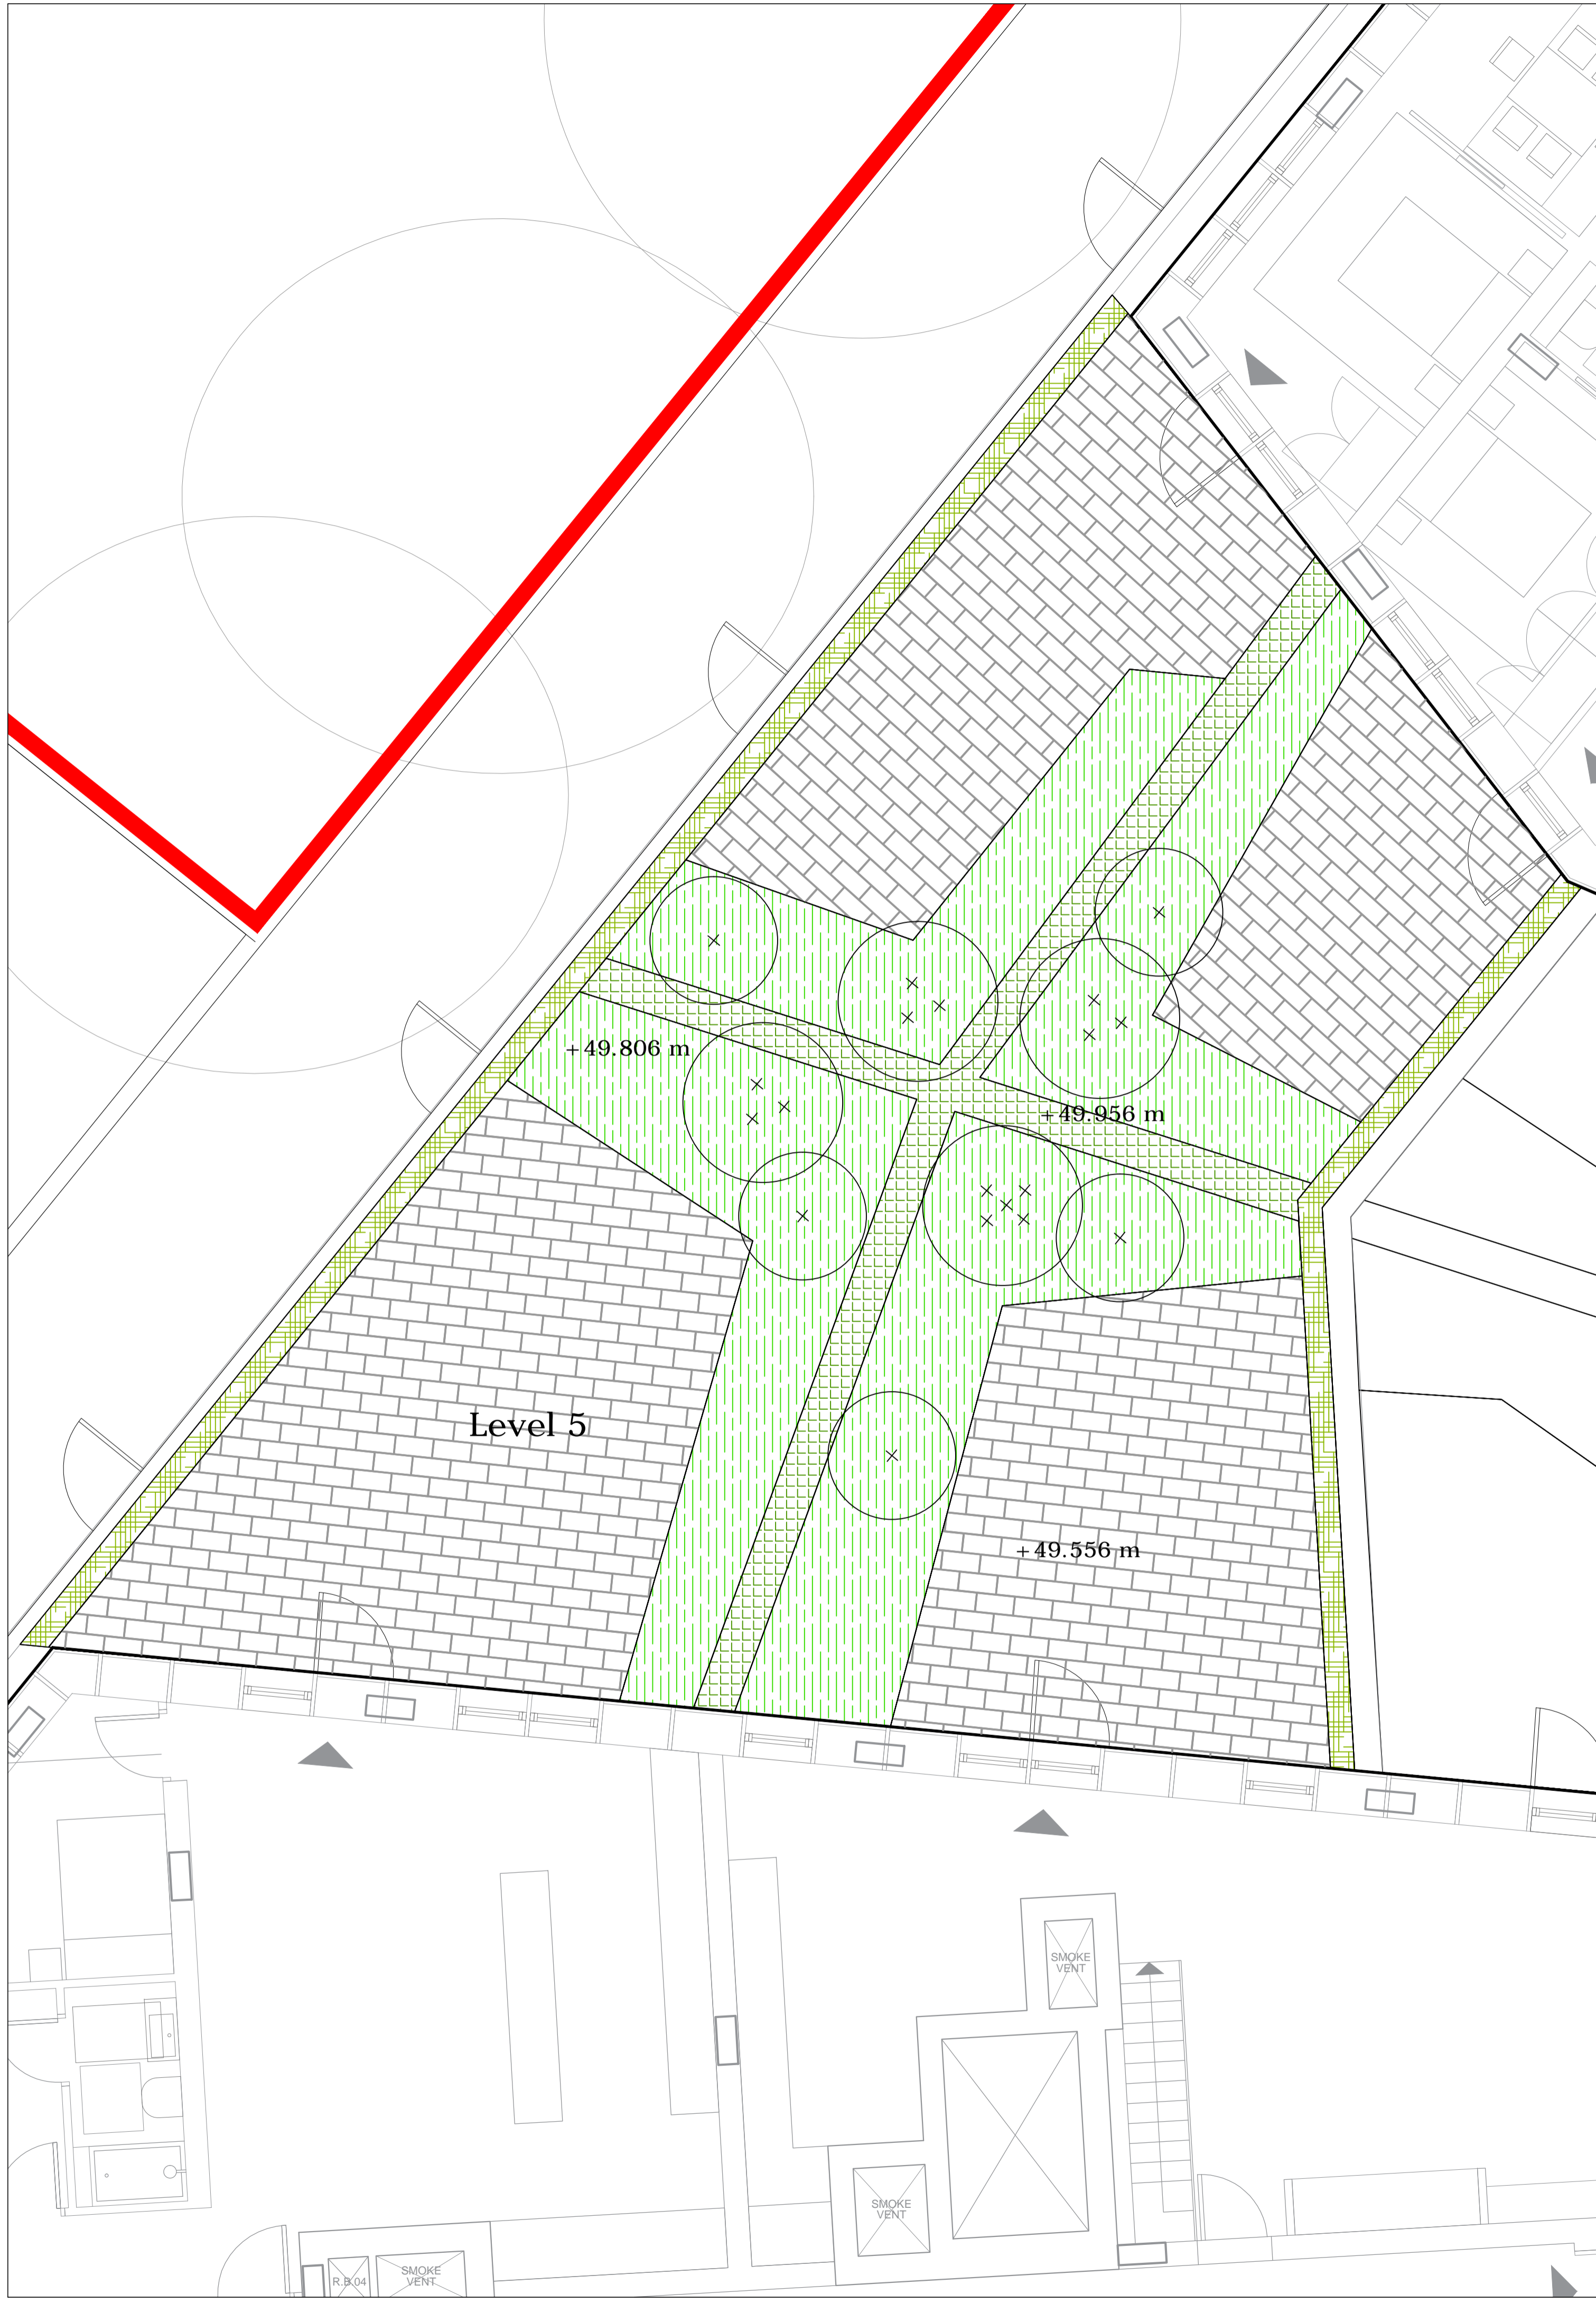 +49.806 m
+49.956 m
Level 5
+49.556 m
SMOKE
VENT
SMOKE
VENT
R.B.04
SMOKE
VENT